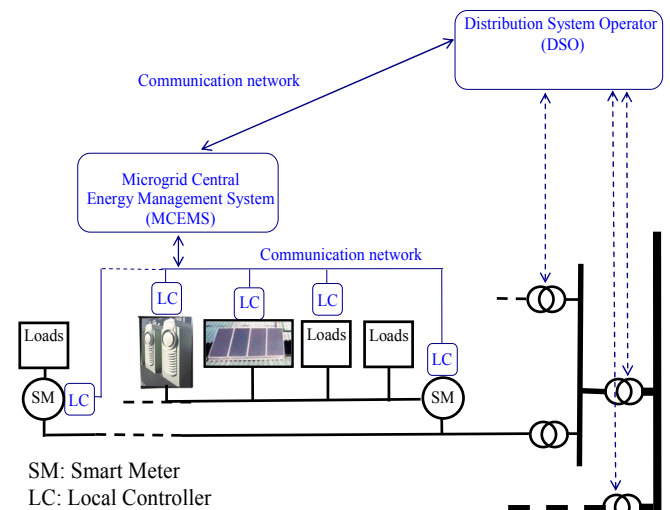 Distribution System Operator
(DSO)
Communication network
Microgrid Central
Energy Management System
(MCEMS)
Communication network
LC
LC
LC
Loads
Loads
Loads
LC
SM
LC
SM
SM: Smart Meter
LC: Local Controller